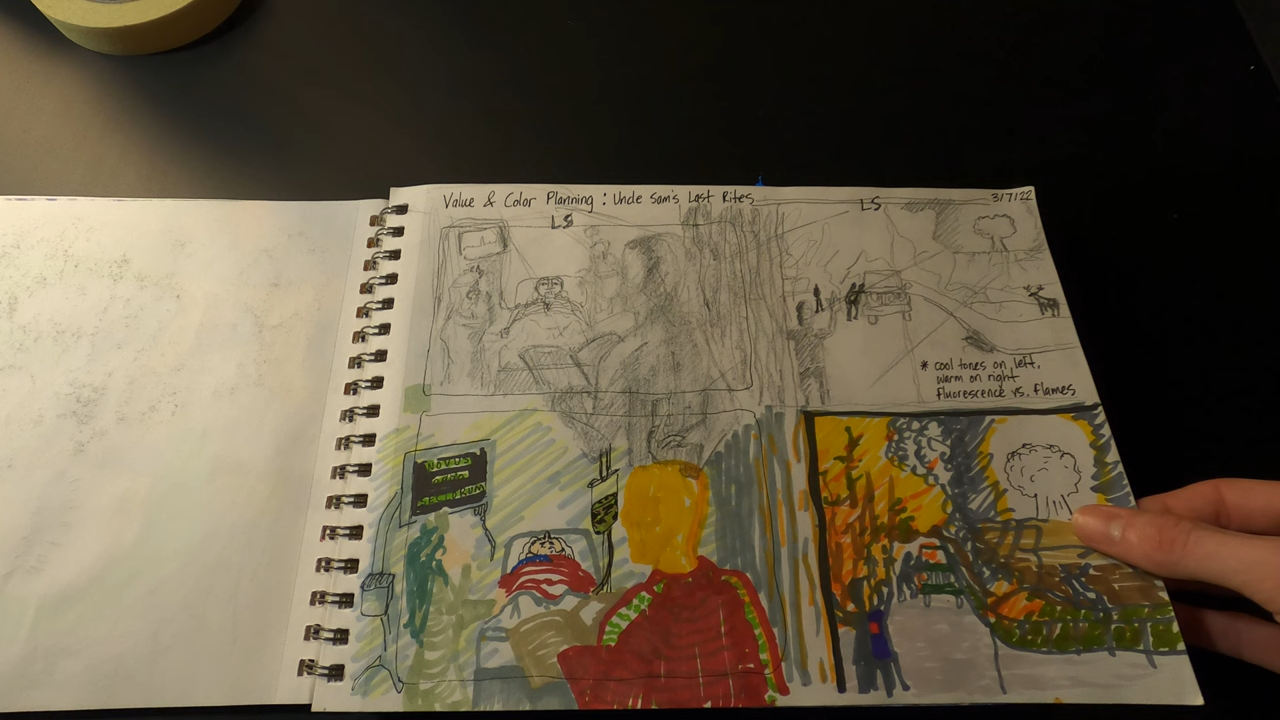 Value & Color Planning : Uncle Sam's Last Rites
LS
LS
3/7/22
* cool tones on left,
warm on right
fluorescence vs. flames
NOVUS
ORDO
SECLORUM